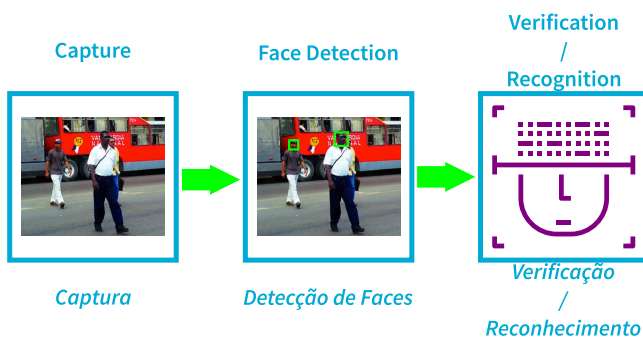 Capture
Face Detection
Verification
/
Recognition
Captura
Detecção de Faces
Verificação
/
Reconhecimento